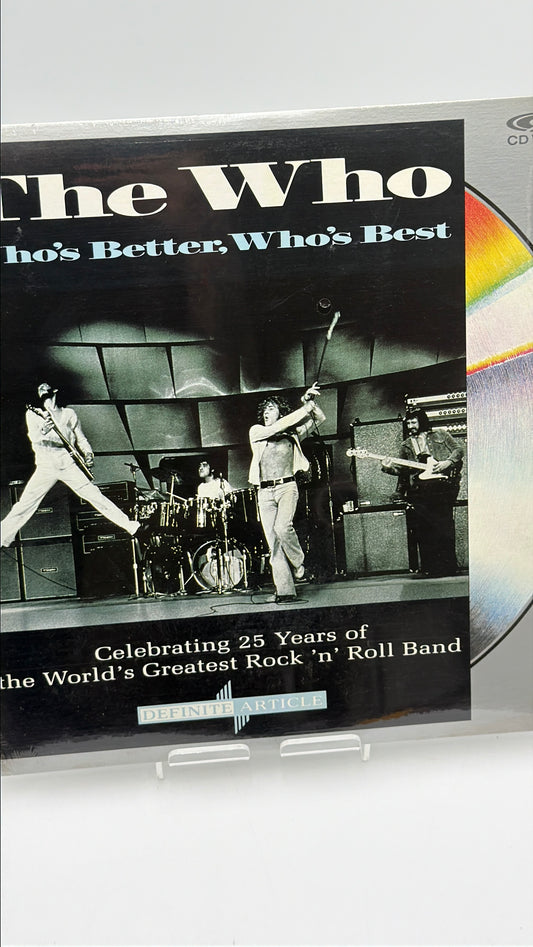 The Who
ho's Better, Who's Best
CD
Celebrating 25 Years of
the World's Greatest Rock 'n' Roll Band
DEFINITE ARTICLE